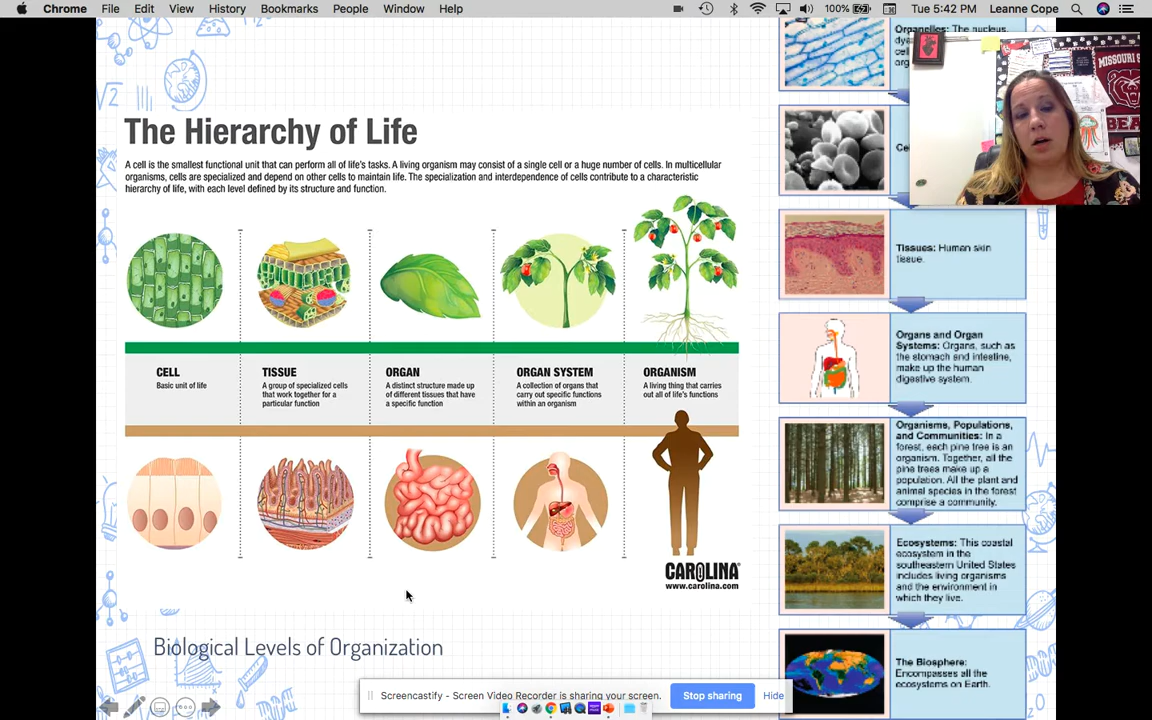 Chrome File Edit View History Bookmarks People Window Help
100% Tue 5:42 PM Leanne Cope
The Hierarchy of Life
A cell is the smallest functional unit that can perform all of life's tasks. A living organism may consist of a single cell or a huge number of cells. In multicellular
organisms, cells are specialized and depend on other cells to maintain life. The specialization and interdependence of cells contribute to a characteristic
hierarchy of life, with each level defined by its structure and function.
CELL
Basic unit of life
TISSUE
A group of specialized cells
that work together for a
particular function
ORGAN
A distinct structure made up
of different tissues that have
a specific function
ORGAN SYSTEM
A collection of organs that
carry out specific functions
within an organism
ORGANISM
A living thing that carries
out all of life's functions
CAROLINA
www.carolina.com
Biological Levels of Organization
Organelles: The nucleus,
MISSOURI
BEA
Tissues: Human skin
tissue.
Organs and Organ
Systems: Organs, such as
the stomach and intestine,
make up the human
digestive system.
Organisms, Populations,
and Communities: In a
forest, each pine tree is an
organism. Together, all the
pine trees make up a
population. All the plant and
animal species in the forest
comprise a community.
Ecosystems: This coastal
ecosystem in the
southeastern United States
includes living organisms
and the environment in
which they live.
The Biosphere:
Encompasses all the
ecosystems on Earth.
Screencastify - Screen Video Recorder is sharing your screen.
Stop sharing
Hide